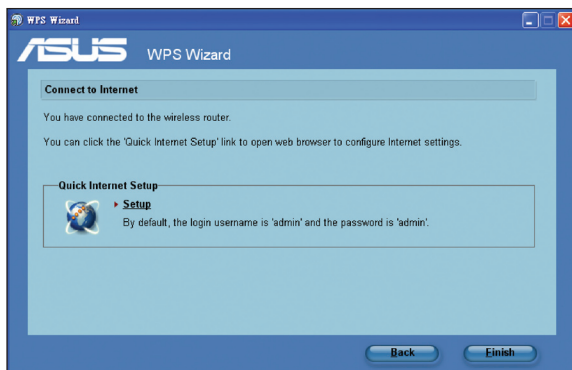 WPS Wizard
ASUS WPS Wizard
Connect to Internet
You have connected to the wireless router.
You can click the 'Quick Internet Setup' link to open web browser to configure Internet settings.
Quick Internet Setup
Setup
By default, the login username is 'admin' and the password is 'admin'.
Back Finish